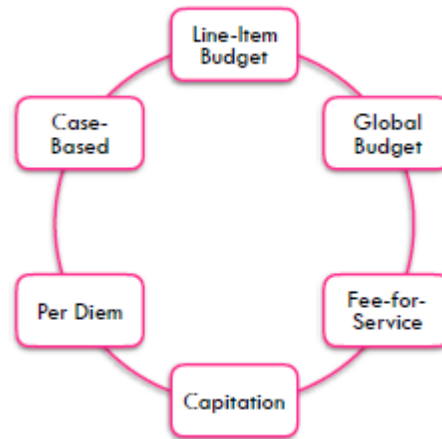 Line-Item
Budget
Global
Budget
Fee-for-
Service
Capitation
Per Diem
Case-
Based